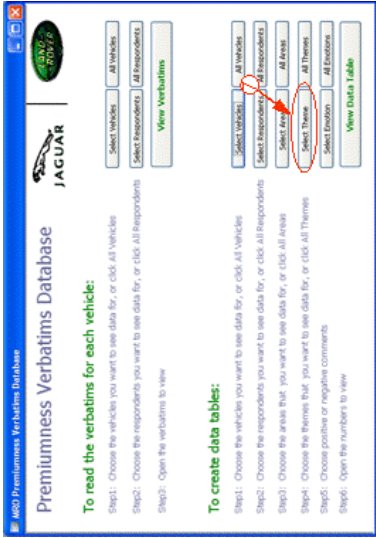 MRO Premiumness Verbatims Database
Premiumness Verbatims Database
JAGUAR
LAND ROVER
To read the verbatims for each vehicle:
Step1: Choose the vehicles you want to see data for, or click All Vehicles
Select Vehicles
All Vehicles
Step2: Choose the respondents you want to see data for, or click All Respondents
Select Respondents
All Respondents
Step3: Open the verbatims to view
View Verbatims
To create data tables:
Step1: Choose the vehicles you want to see data for, or click All Vehicles
Select Vehicles
All Vehicles
Step2: Choose the respondents you want to see data for, or click All Respondents
Select Respondents
All Respondents
Step3: Choose the areas that you want to see data for, or click All Areas
Select Areas
All Areas
Step4: Choose the themes that you want to see data for, or click All Themes
Select Theme
All Themes
Step5: Choose positive or negative comments
Select Emotion
All Emotions
Step6: Open the numbers to view
View Data Table